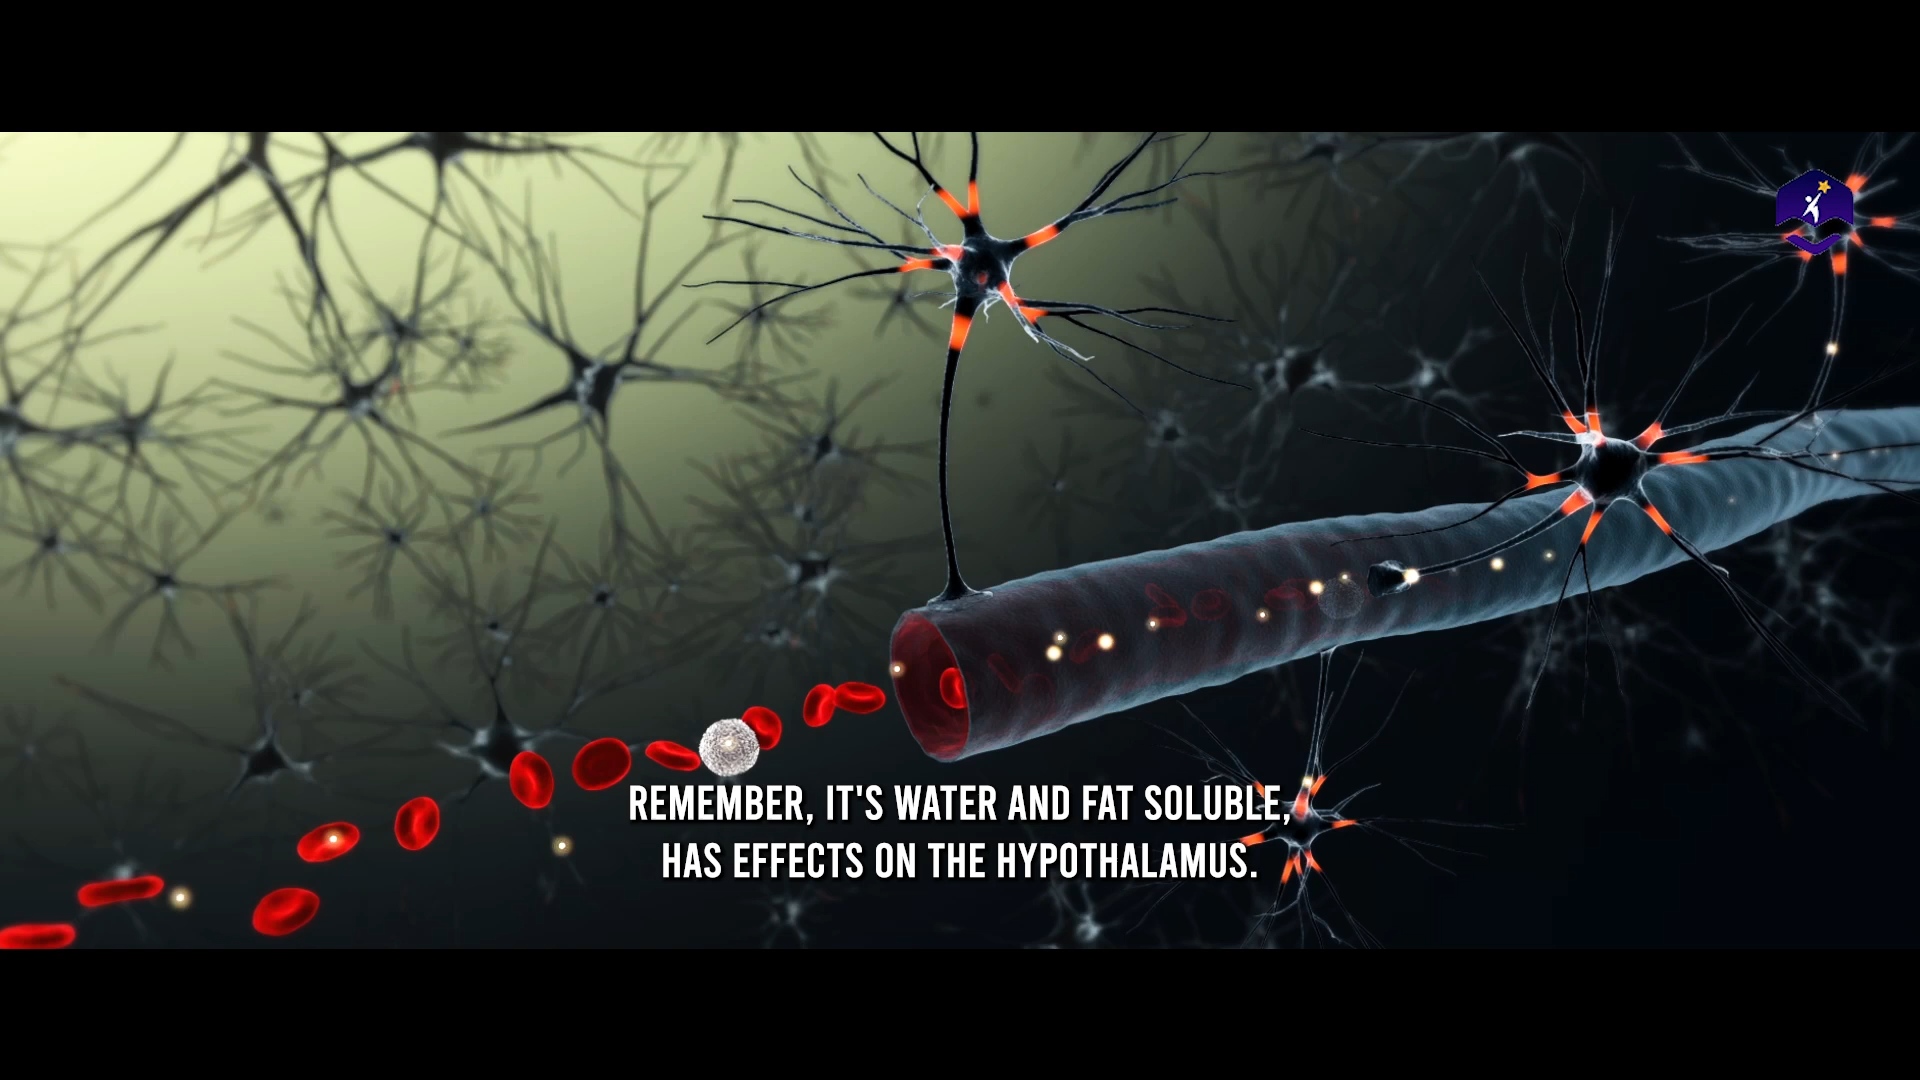 REMEMBER, IT'S WATER AND FAT SOLUBLE,
HAS EFFECTS ON THE HYPOTHALAMUS.